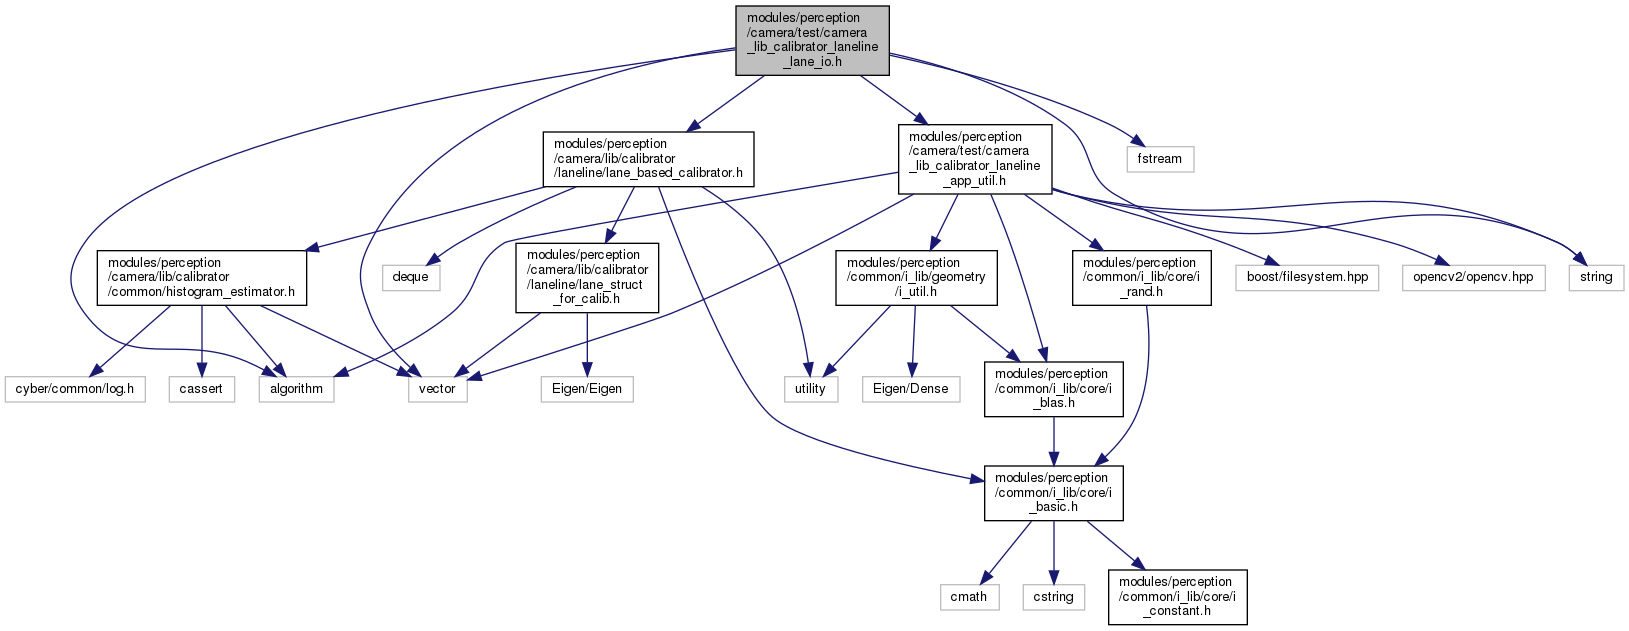 modules/perception
/camera/test/camera
_lib_calibrator_laneline
_lane_io.h
modules/perception
/camera/lib/calibrator
/laneline/lane_based_calibrator.h
modules/perception
/camera/test/camera
_lib_calibrator_laneline
_app_util.h
fstream
modules/perception
/camera/lib/calibrator
/common/histogram_estimator.h
deque
modules/perception
/camera/lib/calibrator
/laneline/lane_struct
_for_calib.h
modules/perception
/common/i_lib/geometry
/i_util.h
modules/perception
/common/i_lib/core/i
_rand.h
boost/filesystem.hpp
opencv2/opencv.hpp
string
cyber/common/log.h
cassert
algorithm
vector
Eigen/Eigen
utility
Eigen/Dense
modules/perception
/common/i_lib/core/i
_blas.h
modules/perception
/common/i_lib/core/i
_basic.h
cmath
cstring
modules/perception
/common/i_lib/core/i
_constant.h